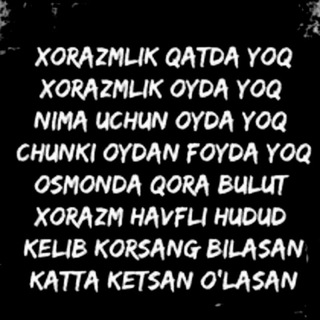 XORAZMLIK QATDA YOQ
XORAZMLIK OYDA YOQ
NIMA UCHUN OYDA YOQ
CHUNKI OYDAN FOYDA YOQ
OSMONDA QORA BULUT
XORAZM HAVFLI HUDUD
KELIB KORSANG BILASAN
KATTA KETSAN O'LASAN